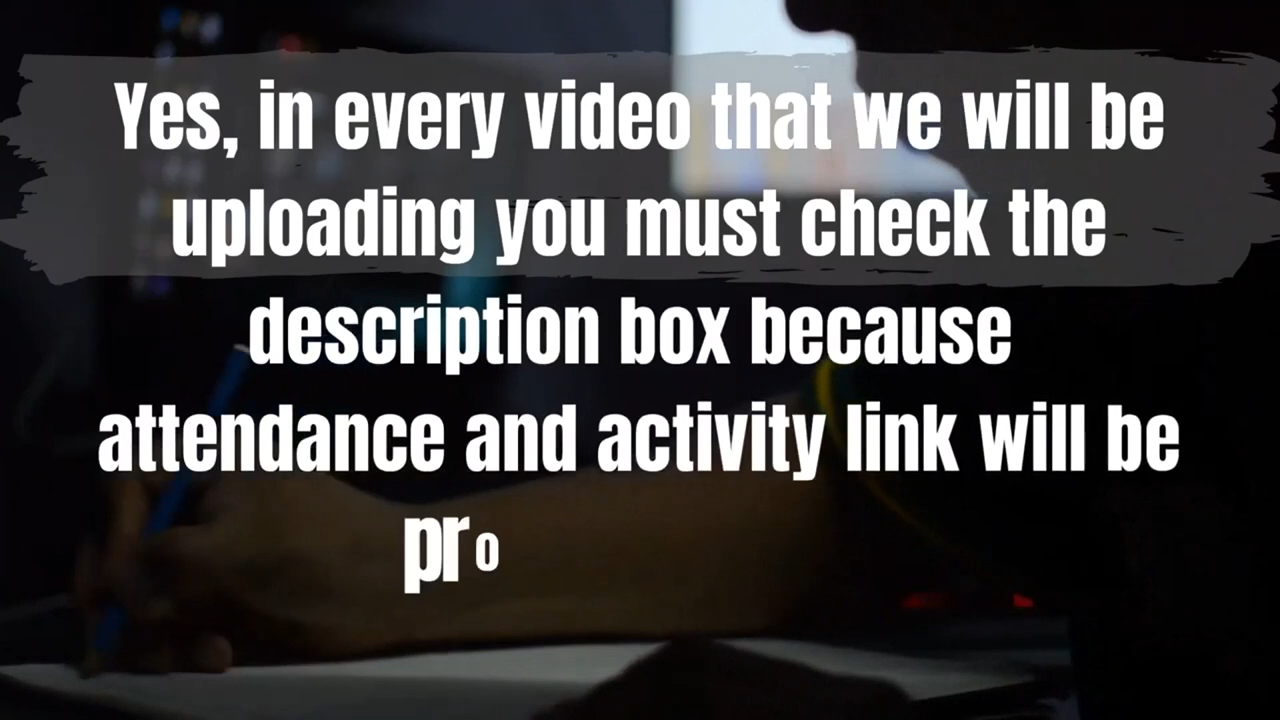 Yes, in every video that we will be
uploading you must check the
description box because
attendance and activity link will be
pro